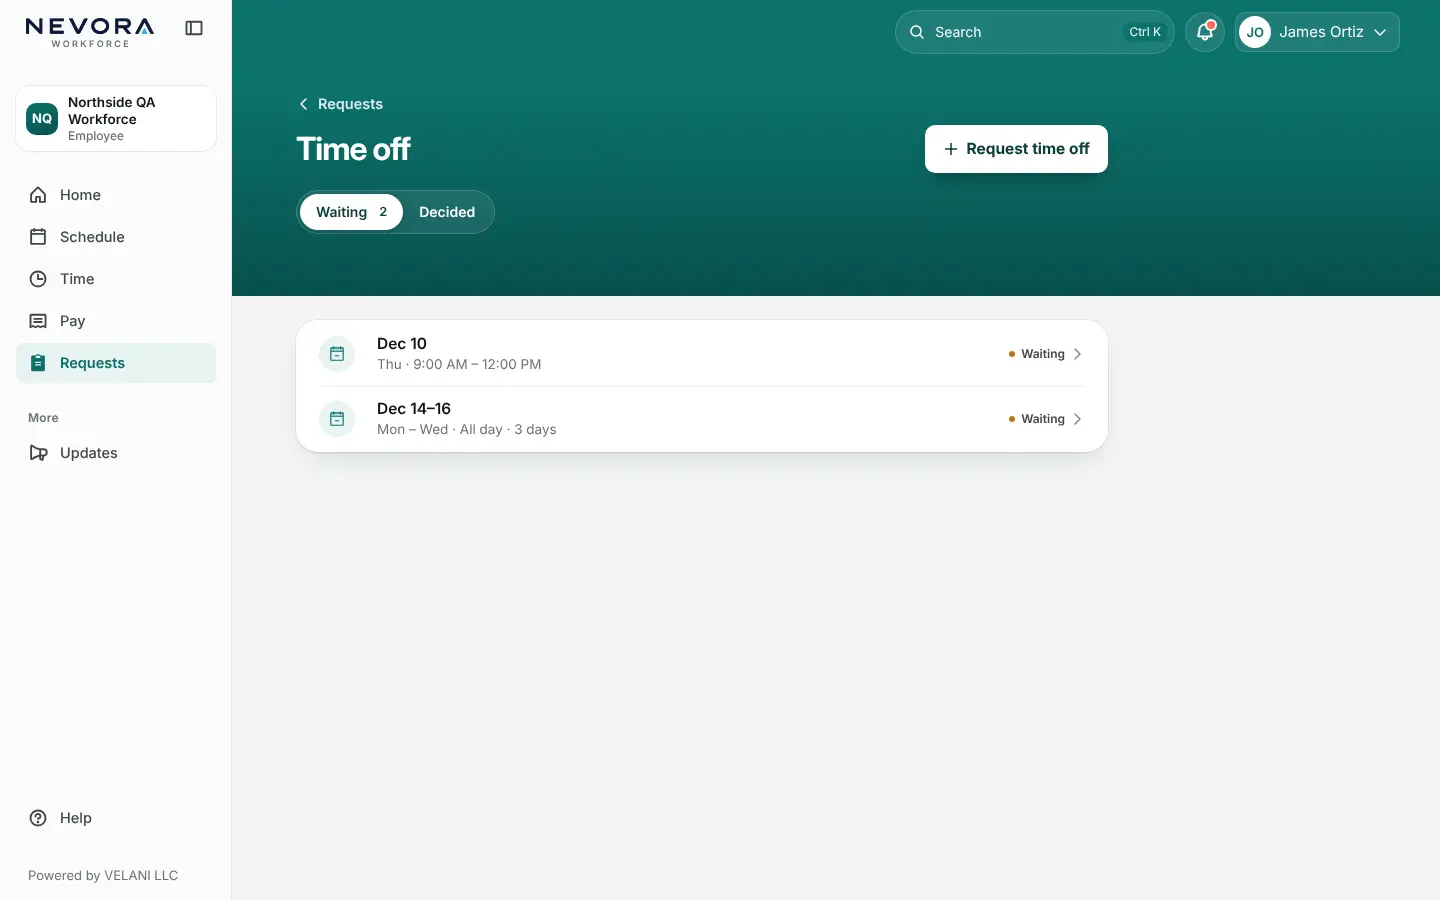 NEVORA
WORKFORCE
Search
Ctrl K
JO
James Ortiz
NQ
Northside QA
Workforce
Employee
Home
Schedule
Time
Pay
Requests
More
Updates
Help
Powered by VELANI LLC
Requests
Time off
Request time off
Waiting 2
Decided
Dec 10
Thu · 9:00 AM – 12:00 PM
Waiting
Dec 14–16
Mon – Wed · All day · 3 days
Waiting